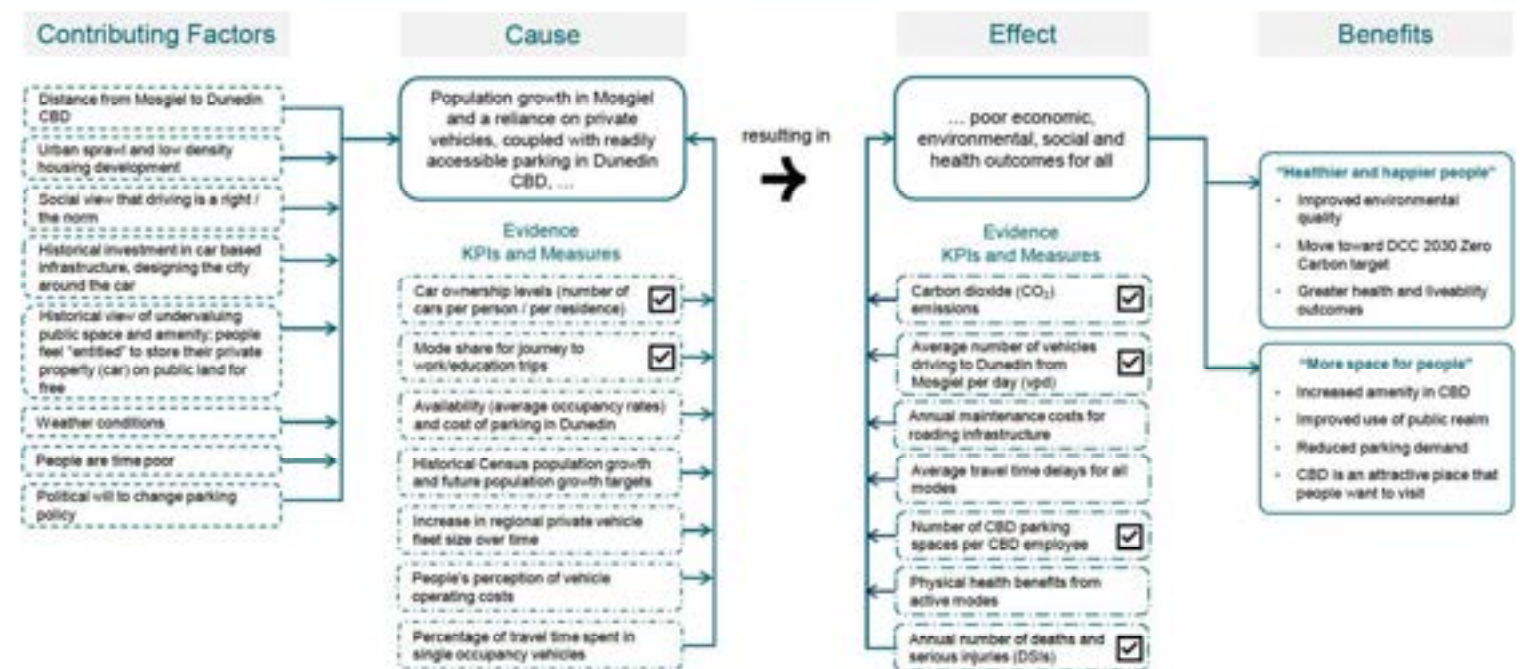 Contributing Factors
Distance from Mosgiel to Dunedin
CBD
Urban sprawl and low density
housing development
Social view that driving is a right /
the norm
Historical investment in car based
infrastructure, designing the city
around the car
Historical view of undervaluing
public space and amenity; people
feel "entitled" to store their private
property (car) on public land for
free
Weather conditions
People are time poor
Political will to change parking
policy
Cause
Population growth in Mosgiel
and a reliance on private
vehicles, coupled with readily
accessible parking in Dunedin
CBD, ...
Evidence
KPIs and Measures
Car ownership levels (number of
cars per person / per residence)
Mode share for journey to
work/education trips
Availability (average occupancy rates)
and cost of parking in Dunedin
Historical Census population growth
and future population growth targets
Increase in regional private vehicle
fleet size over time
People's perception of vehicle
operating costs
Percentage of travel time spent in
single occupancy vehicles
resulting in
Effect
... poor economic,
environmental, social and
health outcomes for all
Evidence
KPIs and Measures
Carbon dioxide (CO₂)
emissions
Average number of vehicles
driving to Dunedin from
Mosgiel per day (vpd)
Annual maintenance costs for
roading infrastructure
Average travel time delays for all
modes
Number of CBD parking
spaces per CBD employee
Physical health benefits from
active modes
Annual number of deaths and
serious injuries (DSIs)
Benefits
"Healthier and happier people"
• Improved environmental
quality
• Move toward DCC 2030 Zero
Carbon target
• Greater health and liveability
outcomes
"More space for people"
• Increased amenity in CBD
• Improved use of public realm
• Reduced parking demand
• CBD is an attractive place that
people want to visit